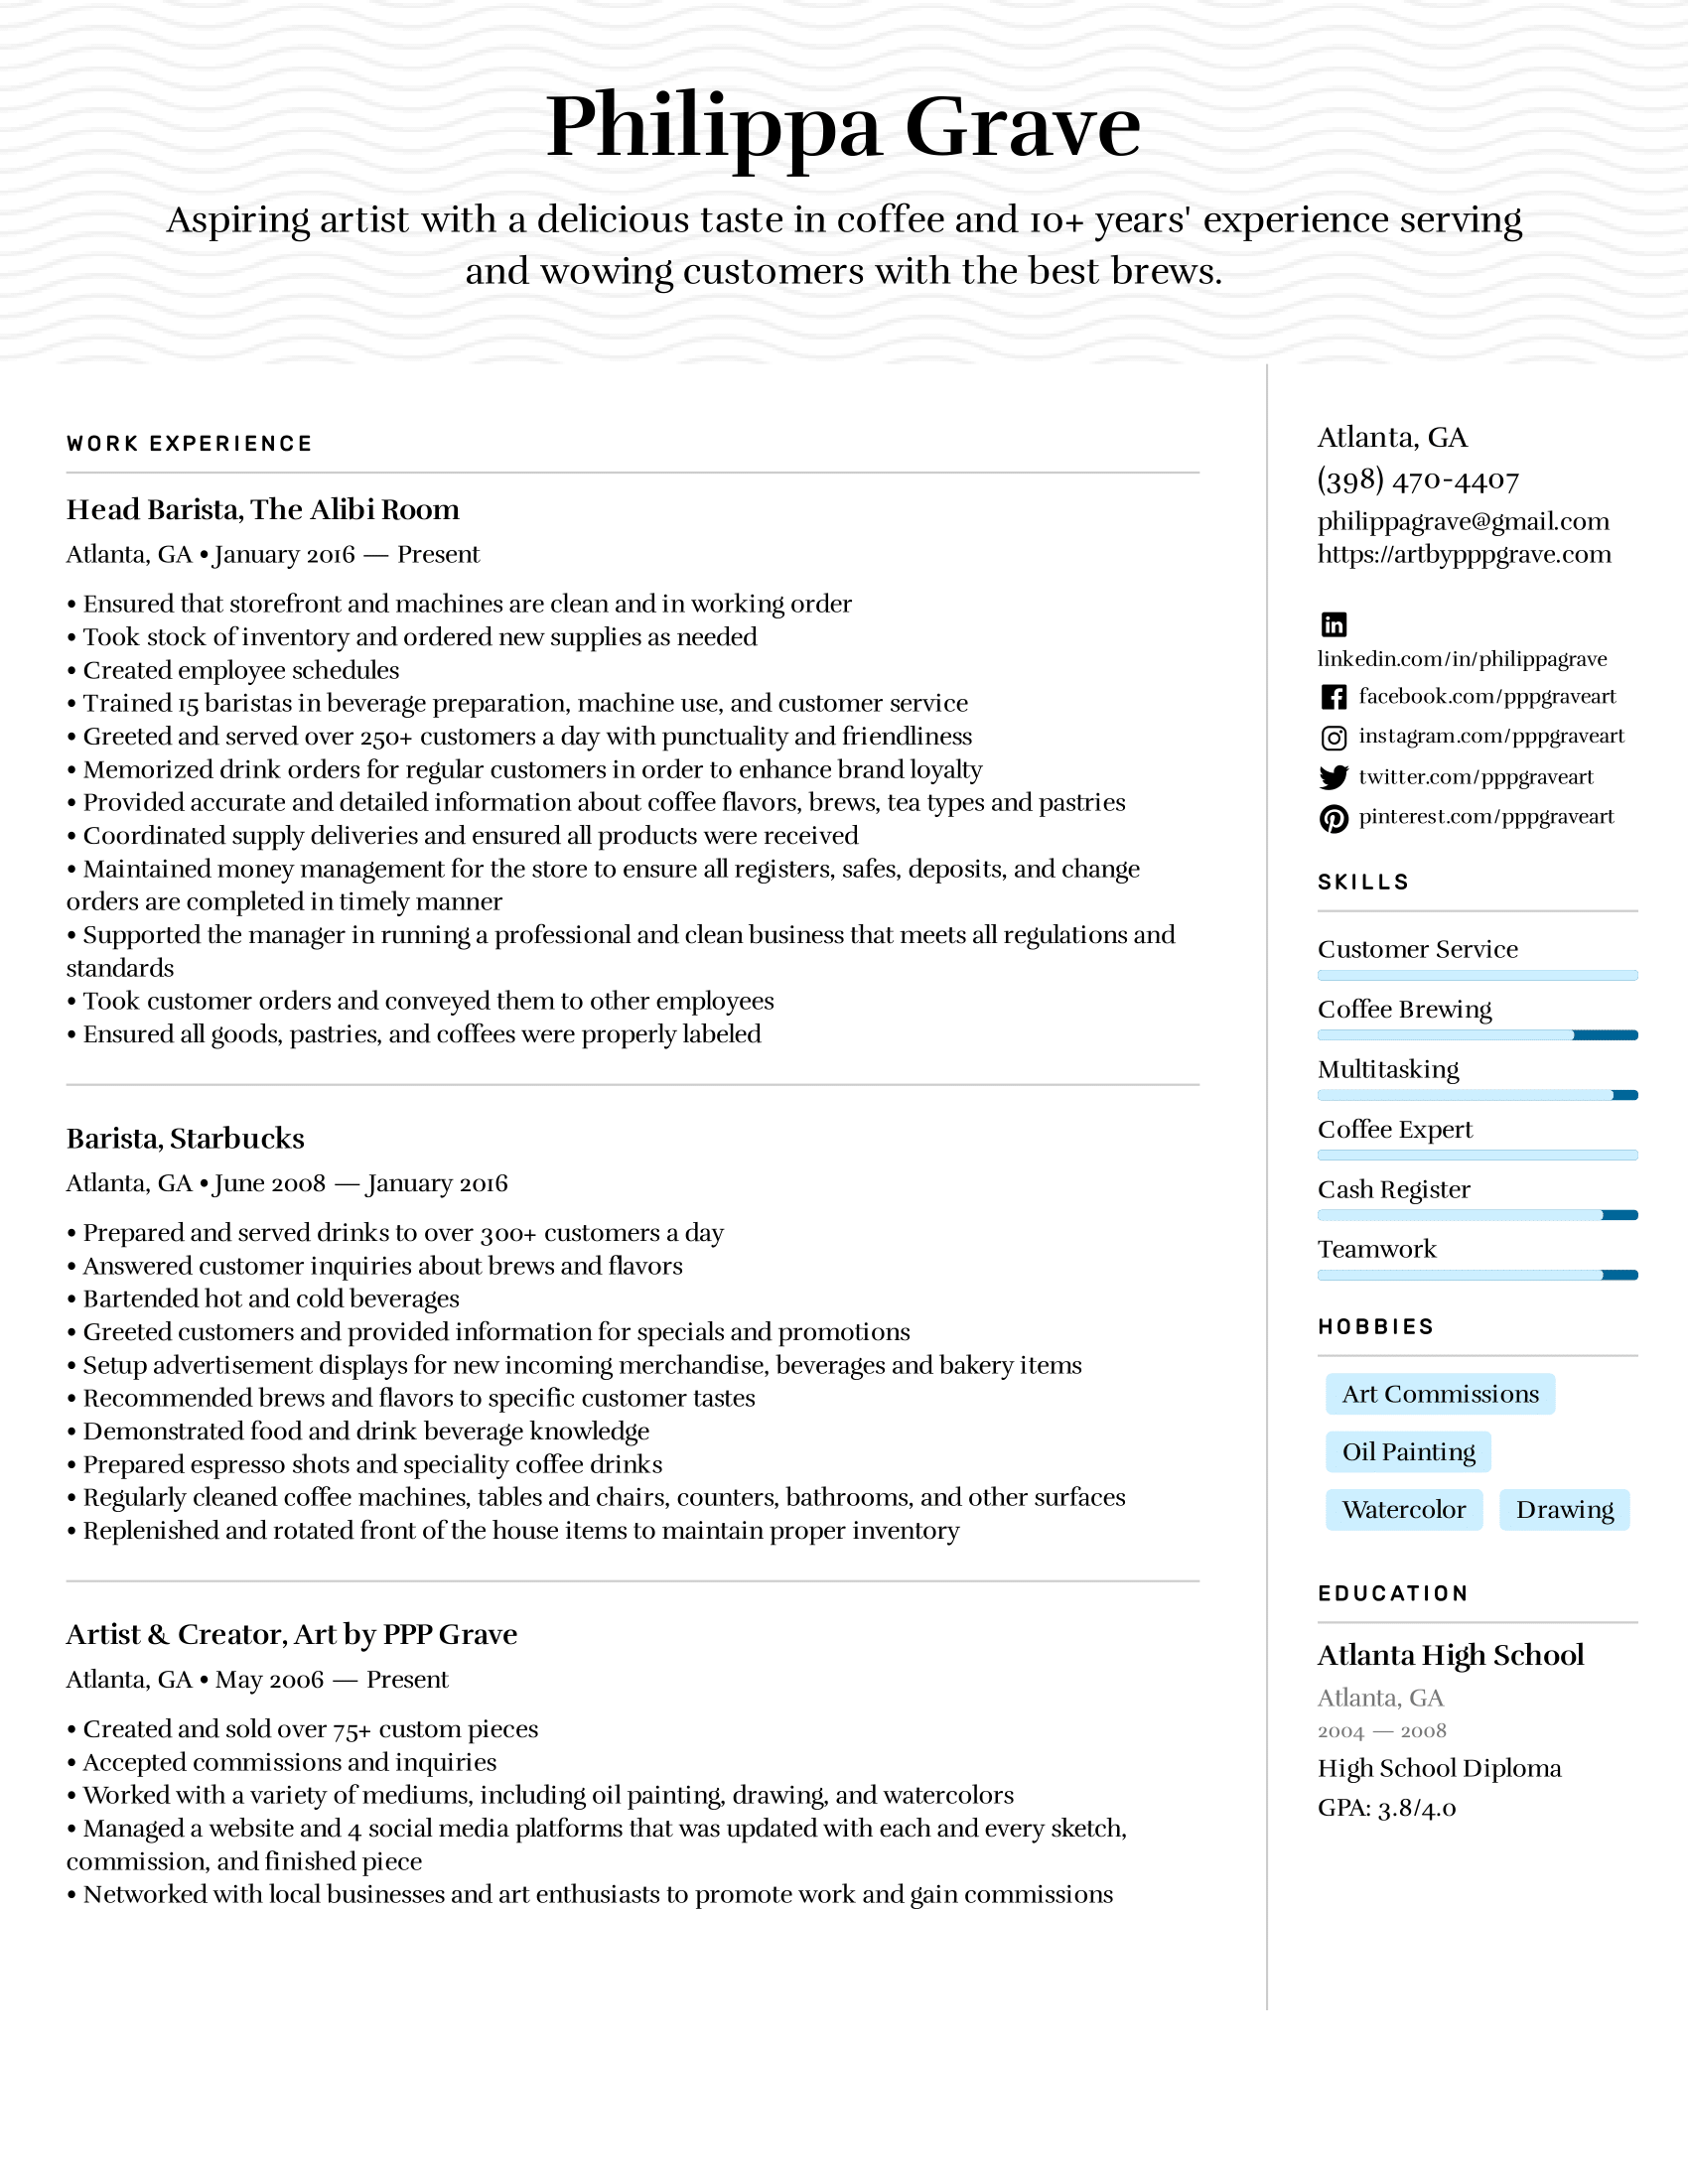 Philippa Grave
Aspiring artist with a delicious taste in coffee and 10+ years' experience serving
and wowing customers with the best brews.
WORK EXPERIENCE
Head Barista, The Alibi Room
Atlanta, GA • January 2016 — Present
• Ensured that storefront and machines are clean and in working order
• Took stock of inventory and ordered new supplies as needed
• Created employee schedules
• Trained 15 baristas in beverage preparation, machine use, and customer service
• Greeted and served over 250+ customers a day with punctuality and friendliness
• Memorized drink orders for regular customers in order to enhance brand loyalty
• Provided accurate and detailed information about coffee flavors, brews, tea types and pastries
• Coordinated supply deliveries and ensured all products were received
• Maintained money management for the store to ensure all registers, safes, deposits, and change
orders are completed in timely manner
• Supported the manager in running a professional and clean business that meets all regulations and
standards
• Took customer orders and conveyed them to other employees
• Ensured all goods, pastries, and coffees were properly labeled
Barista, Starbucks
Atlanta, GA • June 2008 — January 2016
• Prepared and served drinks to over 300+ customers a day
• Answered customer inquiries about brews and flavors
• Bartended hot and cold beverages
• Greeted customers and provided information for specials and promotions
• Setup advertisement displays for new incoming merchandise, beverages and bakery items
• Recommended brews and flavors to specific customer tastes
• Demonstrated food and drink beverage knowledge
• Prepared espresso shots and speciality coffee drinks
• Regularly cleaned coffee machines, tables and chairs, counters, bathrooms, and other surfaces
• Replenished and rotated front of the house items to maintain proper inventory
Artist & Creator, Art by PPP Grave
Atlanta, GA • May 2006 — Present
• Created and sold over 75+ custom pieces
• Accepted commissions and inquiries
• Worked with a variety of mediums, including oil painting, drawing, and watercolors
• Managed a website and 4 social media platforms that was updated with each and every sketch,
commission, and finished piece
• Networked with local businesses and art enthusiasts to promote work and gain commissions
Atlanta, GA
(398) 470-4407
philippagrave@gmail.com
https://artbypppgrave.com
linkedin.com/in/philippagrave
facebook.com/pppgraveart
instagram.com/pppgraveart
twitter.com/pppgraveart
pinterest.com/pppgraveart
SKILLS
Customer Service
Coffee Brewing
Multitasking
Coffee Expert
Cash Register
Teamwork
HOBBIES
Art Commissions
Oil Painting
Watercolor Drawing
EDUCATION
Atlanta High School
Atlanta, GA
2004 — 2008
High School Diploma
GPA: 3.8/4.0